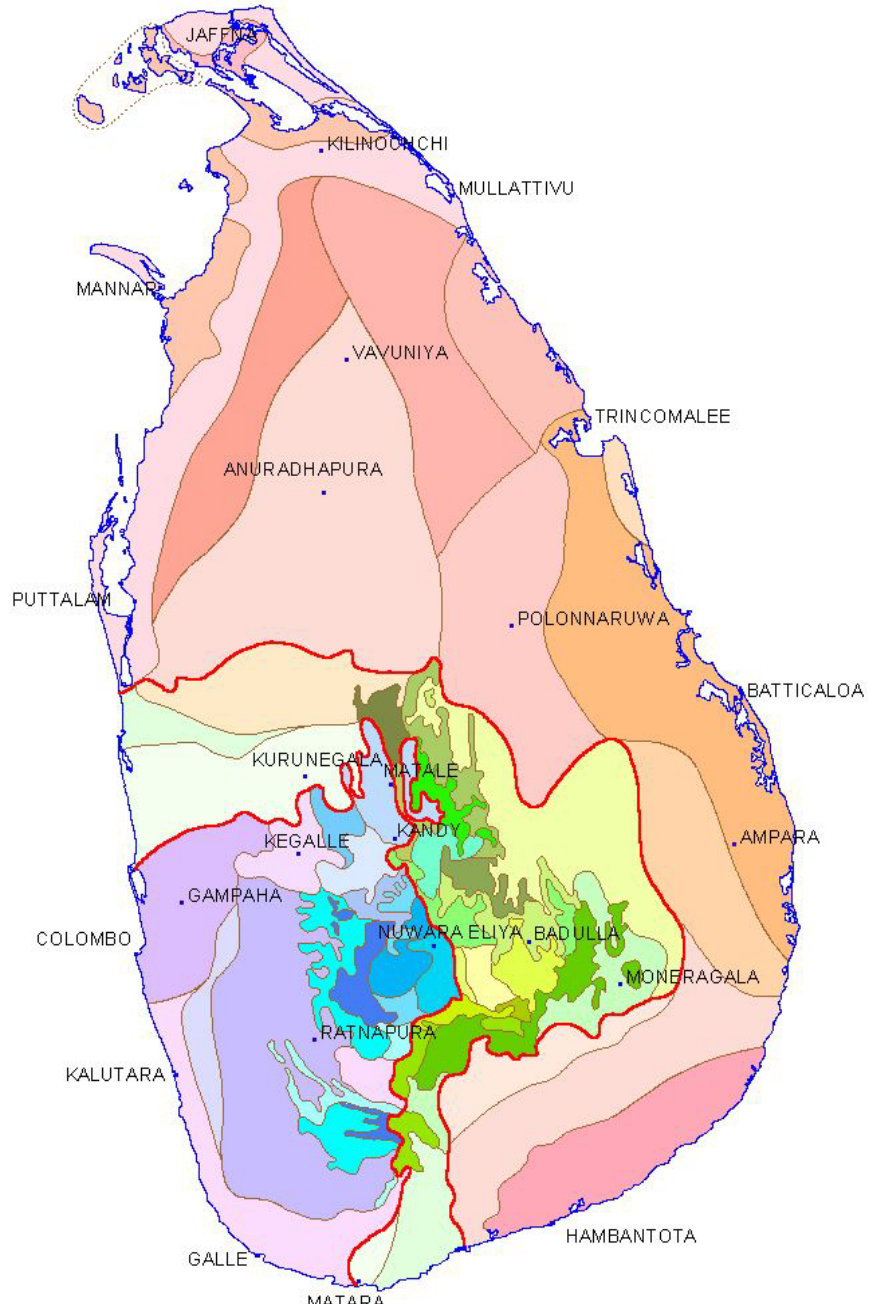 JAFFNA
KILINOCHCHI
MULLATTIVU
MANNAR
VAVUNIYA
TRINCOMALEE
ANURADHAPURA
PUTTALAM
POLONNARUWA
BATTICALOA
KURUNEGALA
MATALE
KANDY
KEGALLE
AMPARA
GAMPAHA
COLOMBO
NUWARA ELIYA
BADULLA
MONERAGALA
RATNAPURA
KALUTARA
HAMBANTOTA
GALLE
MATARA